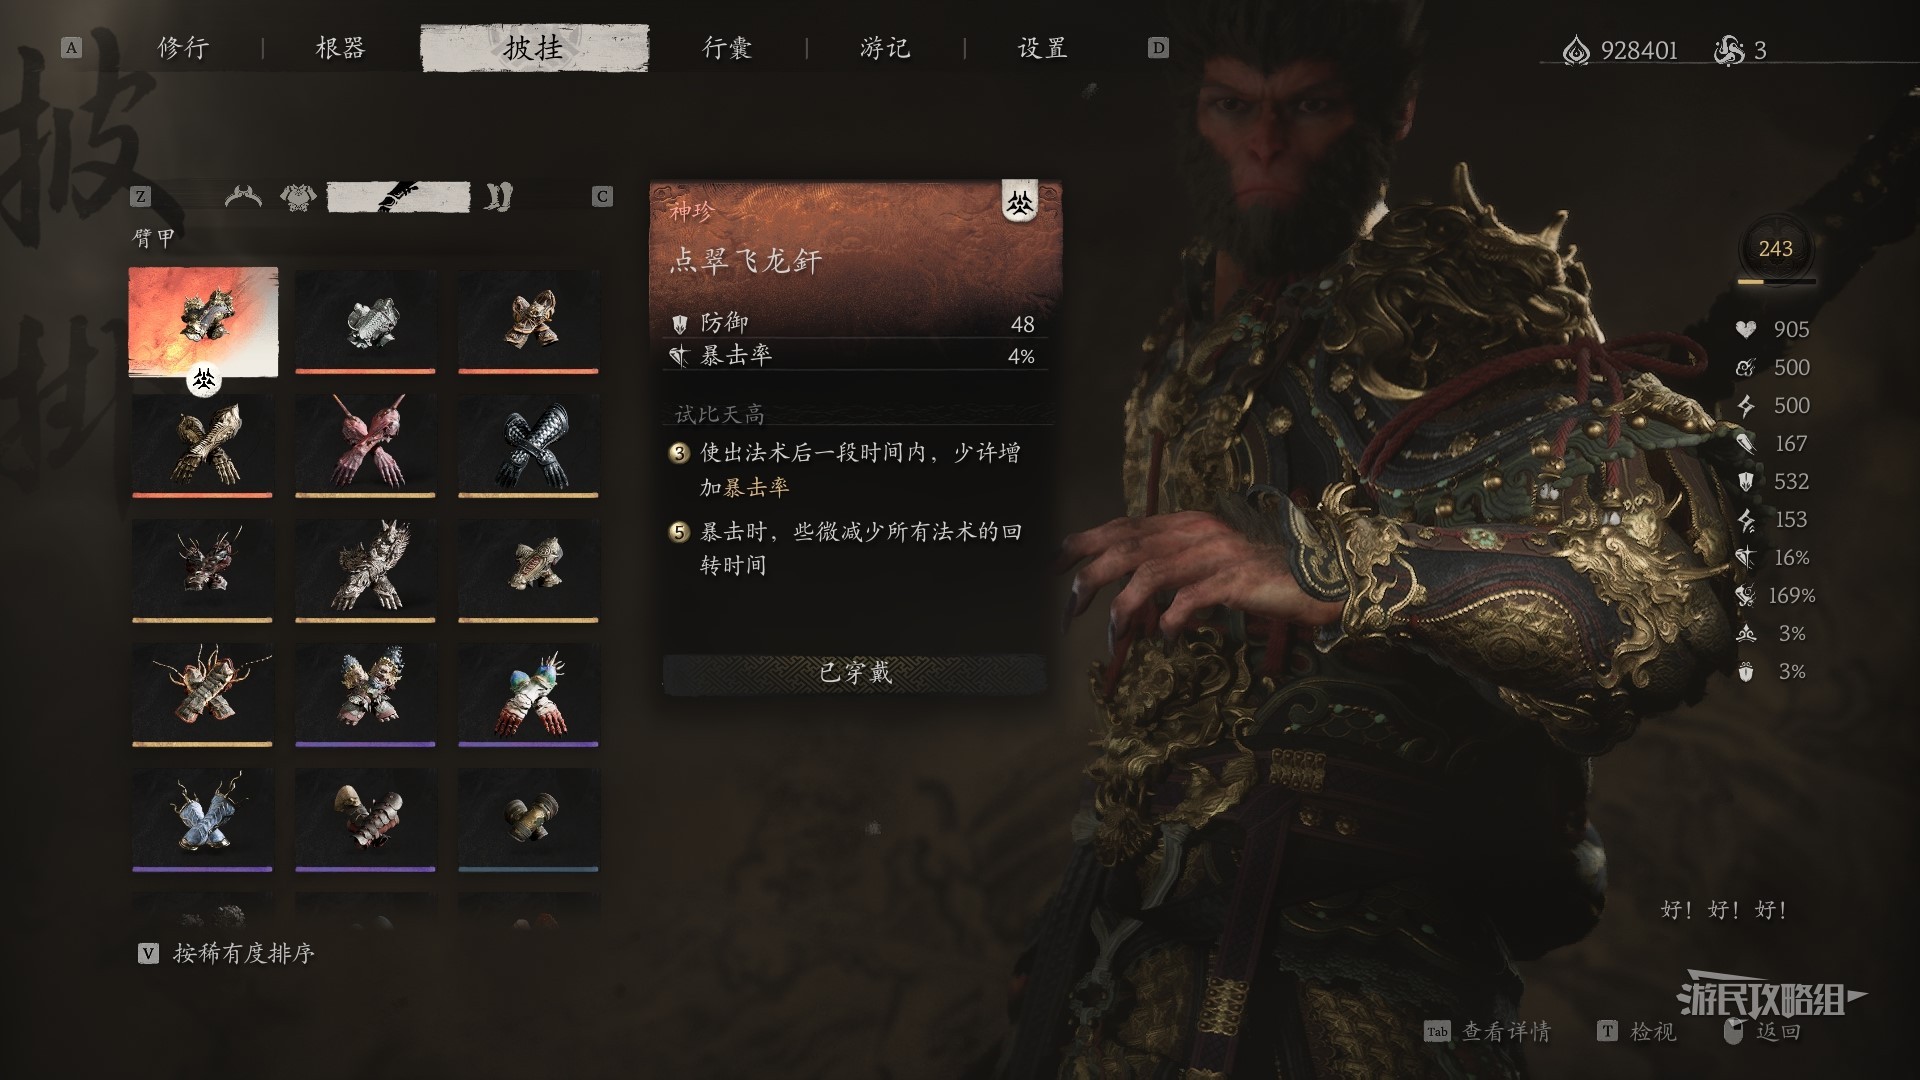 A 修行 根器 披挂 行囊 游记 设置 D 928401 3
披挂
Z C
臂甲
神珍
点翠飞龙釬
防御 48
暴击率 4%
试比天高
3 使出法术后一段时间内，少许增
加暴击率
5 暴击时，些微减少所有法术的回
转时间
已穿戴
243
905
500
500
167
532
153
16%
169%
3%
3%
V 按稀有度排序
好！好！好！
游民攻略组
Tab 查看详情 T 检视 返回